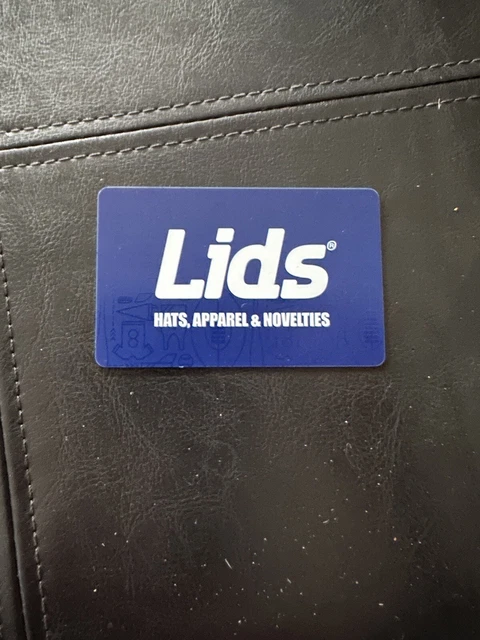 Lids®
HATS, APPAREL & NOVELTIES